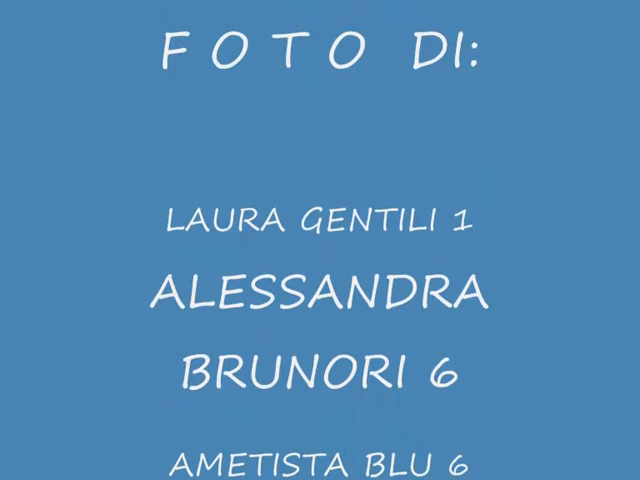 F O T O DI:
LAURA GENTILI 1
ALESSANDRA
BRUNORI 6
AMETISTA BLU 6